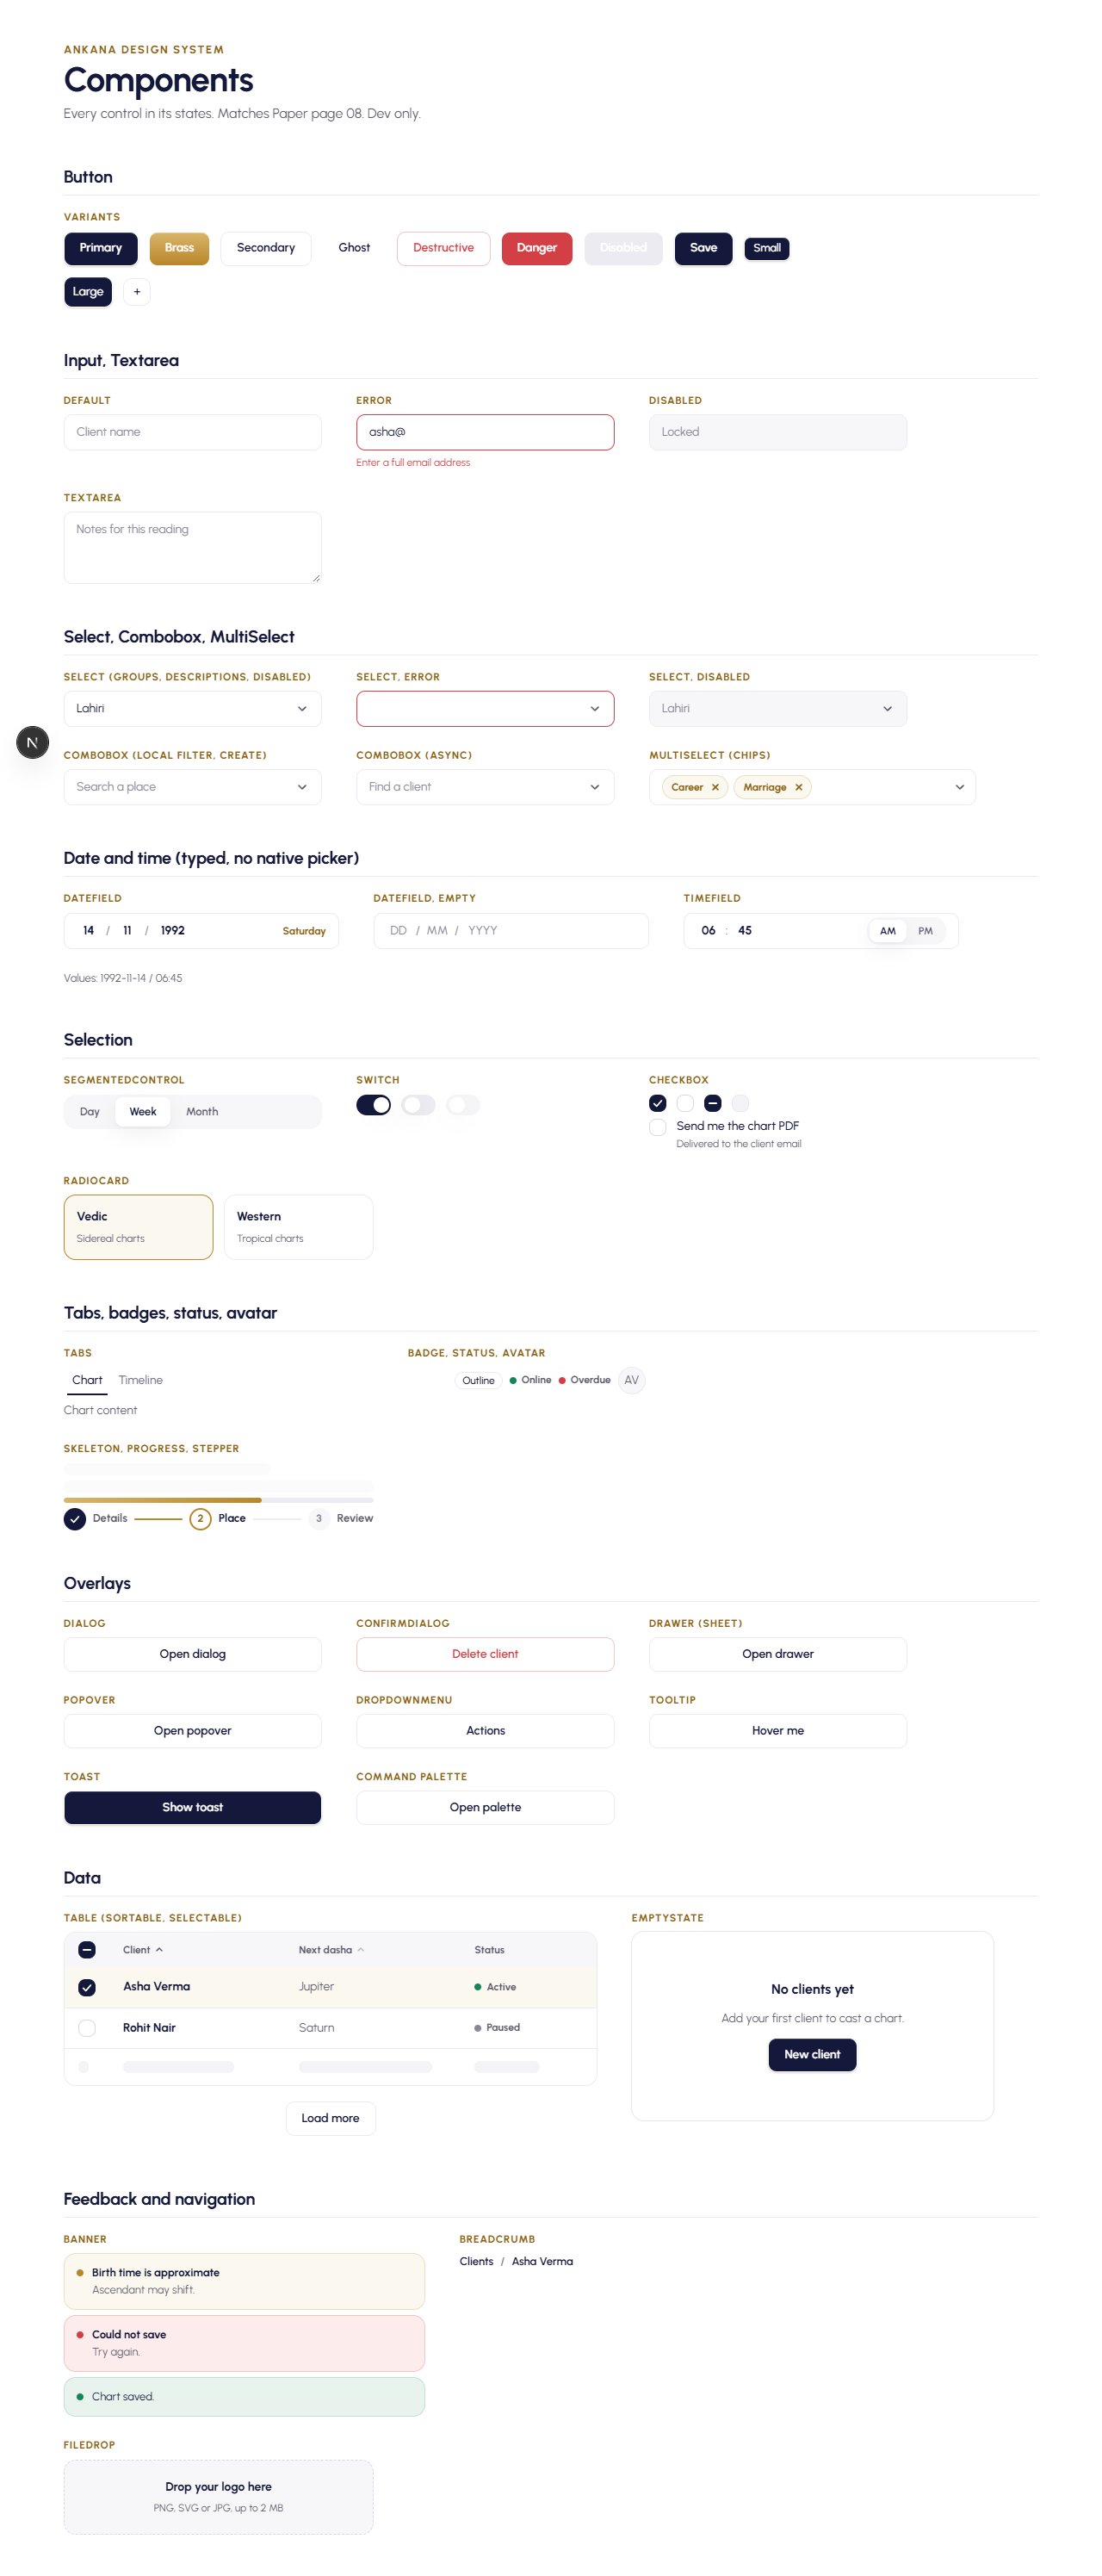 ANKANA DESIGN SYSTEM
Components
Every control in its states. Matches Paper page 08. Dev only.
Button
VARIANTS
Primary Brass Secondary Ghost Destructive Danger Disabled Save Small
Large +
Input, Textarea
DEFAULT ERROR DISABLED
Client name asha@ Locked
Enter a full email address
TEXTAREA
Notes for this reading
Select, Combobox, MultiSelect
SELECT (GROUPS, DESCRIPTIONS, DISABLED) SELECT, ERROR SELECT, DISABLED
Lahiri Lahiri
N
COMBOBOX (LOCAL FILTER, CREATE) COMBOBOX (ASYNC) MULTISELECT (CHIPS)
Search a place Find a client Career × Marriage ×
Date and time (typed, no native picker)
DATEFIELD DATEFIELD, EMPTY TIMEFIELD
14 / 11 / 1992 Saturday DD / MM / YYYY 06 : 45 AM PM
Values: 1992-11-14 / 06:45
Selection
SEGMENTEDCONTROL SWITCH CHECKBOX
Day Week Month
Send me the chart PDF
Delivered to the client email
RADIOCARD
Vedic Western
Sidereal charts Tropical charts
Tabs, badges, status, avatar
TABS BADGE, STATUS, AVATAR
Chart Timeline Outline Online Overdue AV
Chart content
SKELETON, PROGRESS, STEPPER
Details 2 Place 3 Review
Overlays
DIALOG CONFIRMDIALOG DRAWER (SHEET)
Open dialog Delete client Open drawer
POPOVER DROPDOWNMENU TOOLTIP
Open popover Actions Hover me
TOAST COMMAND PALETTE
Show toast Open palette
Data
TABLE (SORTABLE, SELECTABLE) EMPTYSTATE
Client Next dasha Status
Asha Verma Jupiter Active
No clients yet
Rohit Nair Saturn Paused
Add your first client to cast a chart.
New client
Load more
Feedback and navigation
BANNER BREADCRUMB
Birth time is approximate Clients / Asha Verma
Ascendant may shift.
Could not save
Try again.
Chart saved.
FILEDROP
Drop your logo here
PNG, SVG or JPG, up to 2 MB